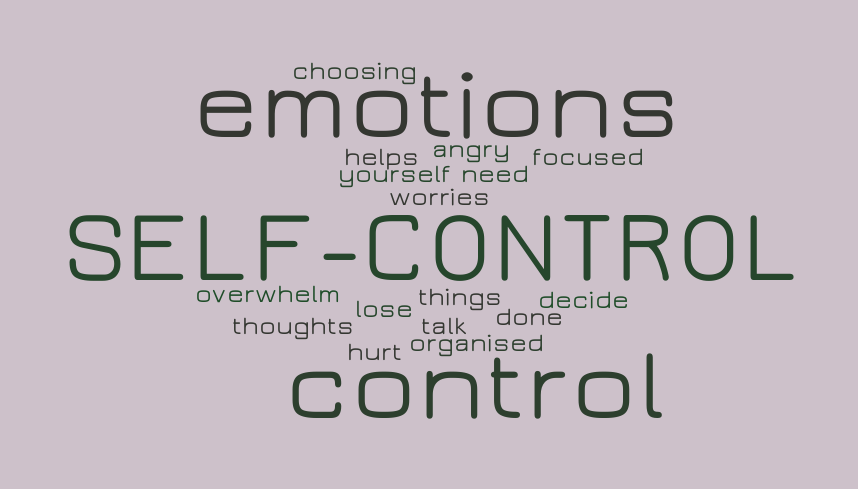 choosing
emotions
helps angry focused
yourself need
worries
SELF-CONTROL
overwhelm things decide
lose done
thoughts talk
hurt organised
control